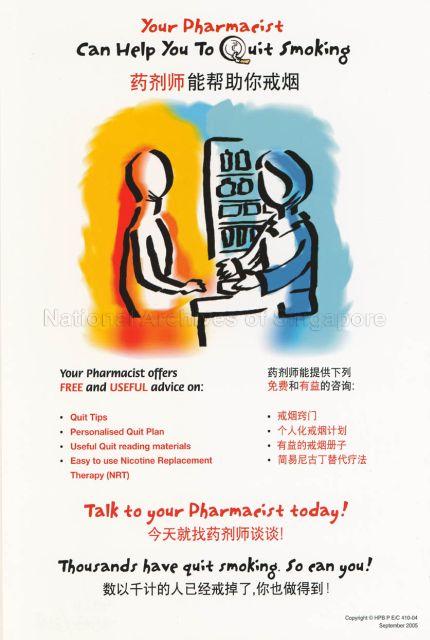 Your Pharmacist
Can Help You To Quit Smoking
药剂师能帮助你戒烟
National Archives of Singapore
Your Pharmacist offers
FREE and USEFUL advice on:
• Quit Tips
• Personalised Quit Plan
• Useful Quit reading materials
• Easy to use Nicotine Replacement
Therapy (NRT)
药剂师能提供下列
免费和有益的咨询:
• 戒烟窍门
• 个人化戒烟计划
• 有益的戒烟册子
• 简易尼古丁替代疗法
Talk to your Pharmacist today!
今天就找药剂师谈谈!
Thousands have quit smoking. So can you!
数以千计的人已经戒掉了,你也做得到!
Copyright © HPB P E/C 410-04
September 2005